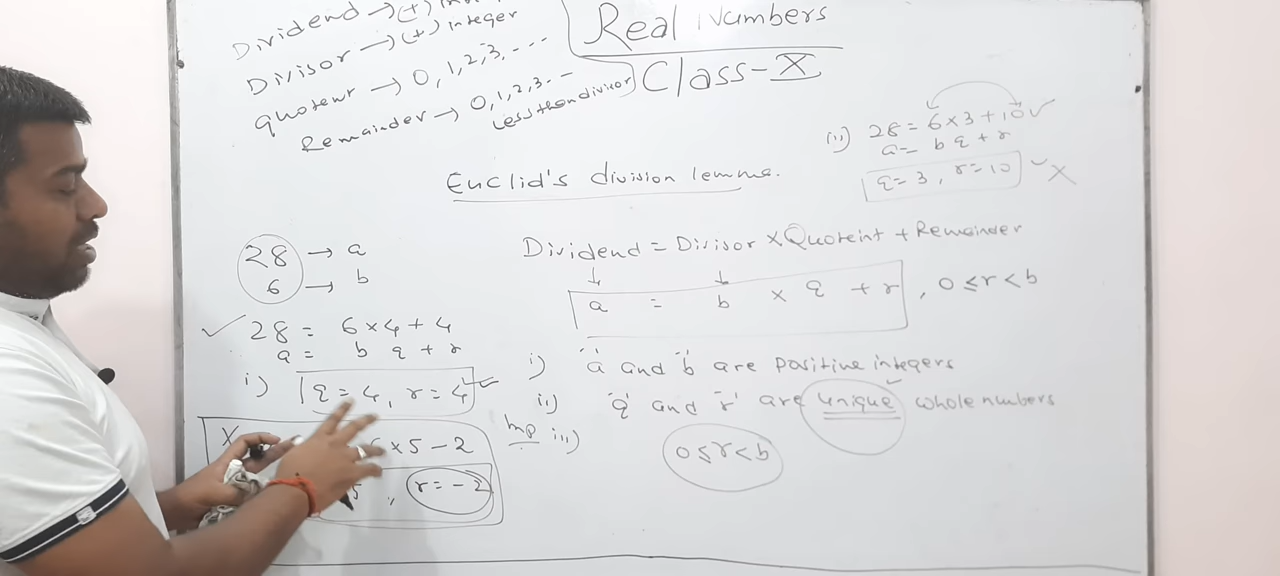 Dividend → (+)
Divisor → (+) integer
quotent → 0, 1, 2, 3, - - -
Remainder → 0, 1, 2, 3 - -
Less than divisor
Real Numbers
Class-X
(ii) 28 = 6 × 3 + 10 ✓
a = b q + r
q = 3, r = 10 ✓ X
Euclid's division lemma.
28 → a
6 → b
✓ 28 = 6 × 4 + 4
a = b q + r
i) q = 4, r = 4 ✓
X 6 × 5 − 2
5, r = −2
Dividend = Divisor × Quoteint + Remainder
↓ ↓
a = b × q + r, 0 ≤ r < b
i) 'a' and 'b' are positive integers
ii) 'q' and 'r' are unique whole numbers
Imp iii) 0 ≤ r < b